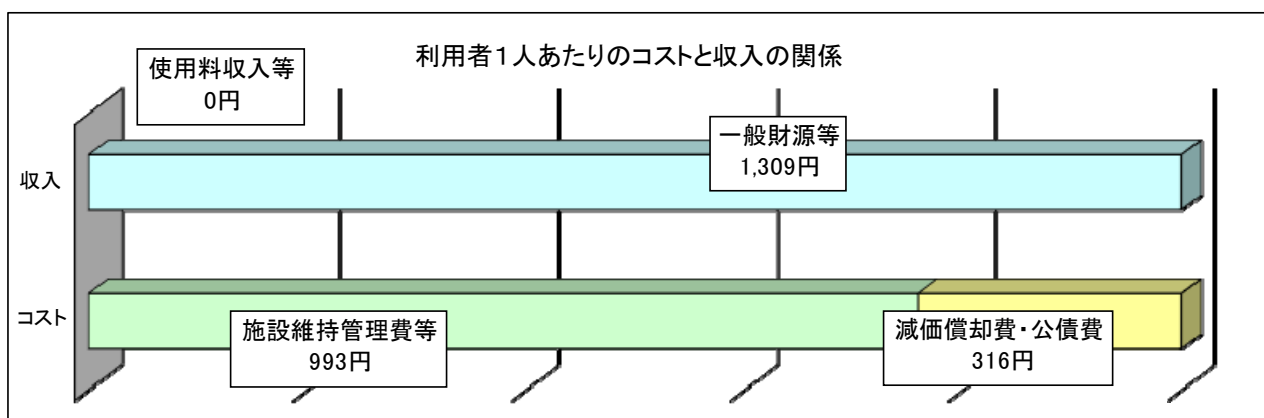 利用者１人あたりのコストと収入の関係
使用料収入等
0円
一般財源等
1,309円
収入
コスト
施設維持管理費等
993円
減価償却費・公債費
316円